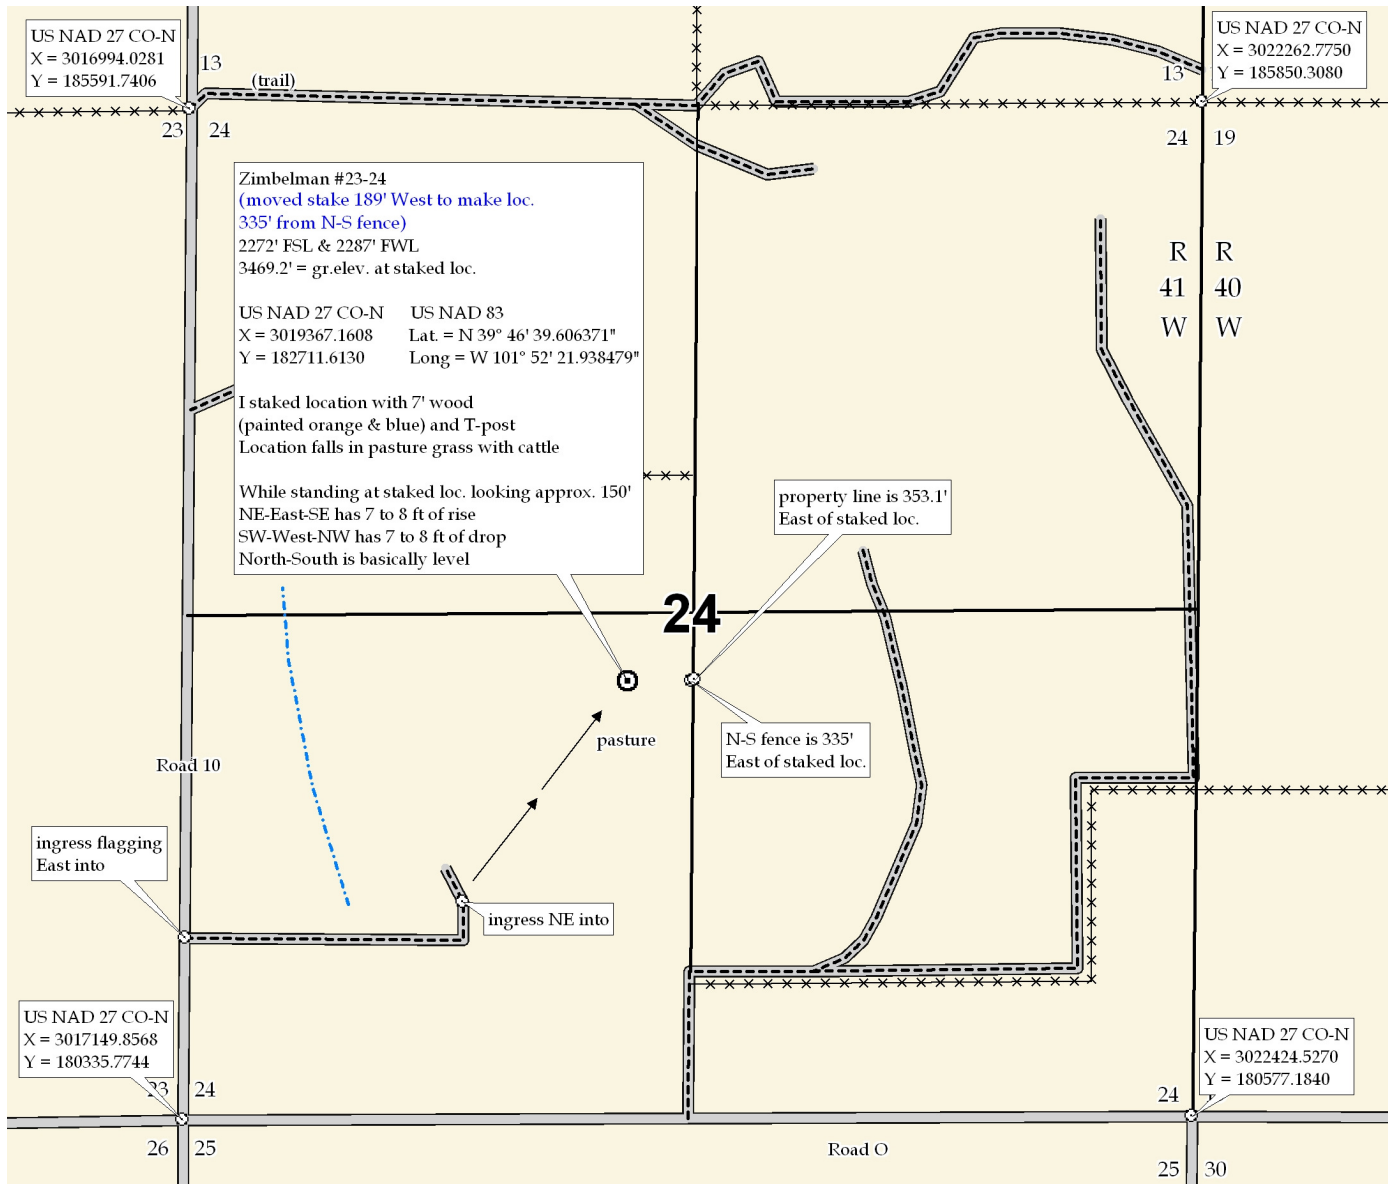 US NAD 27 CO-N
X = 3016994.0281
Y = 185591.7406
US NAD 27 CO-N
X = 3022262.7750
Y = 185850.3080
13
(trail)
13
23
24
24
19
Zimbelman #23-24
(moved stake 189' West to make loc.
335' from N-S fence)
2272' FSL & 2287' FWL
3469.2' = gr.elev. at staked loc.
US NAD 27 CO-N US NAD 83
X = 3019367.1608 Lat. = N 39° 46' 39.606371"
Y = 182711.6130 Long = W 101° 52' 21.938479"
I staked location with 7' wood
(painted orange & blue) and T-post
Location falls in pasture grass with cattle
While standing at staked loc. looking approx. 150'
NE-East-SE has 7 to 8 ft of rise
SW-West-NW has 7 to 8 ft of drop
North-South is basically level
R R
41 40
W W
property line is 353.1'
East of staked loc.
24
N-S fence is 335'
East of staked loc.
pasture
Road 10
ingress flagging
East into
ingress NE into
US NAD 27 CO-N
X = 3017149.8568
Y = 180335.7744
US NAD 27 CO-N
X = 3022424.5270
Y = 180577.1840
23
24
24
26
25
Road O
25
30